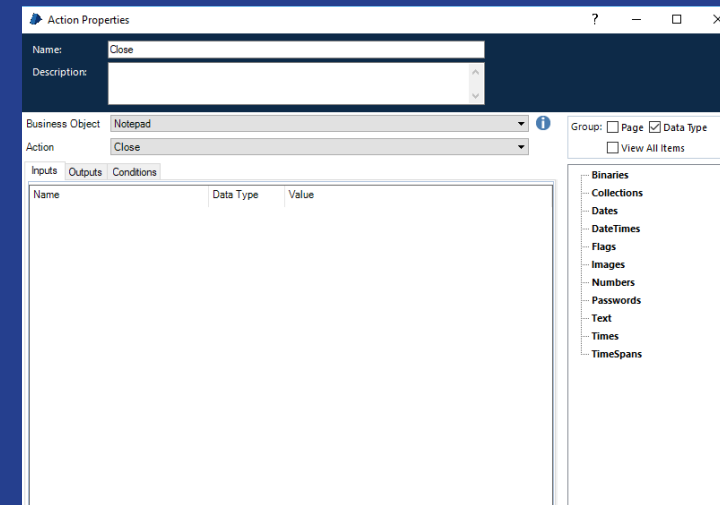 Action Properties
Name: Close
Description:
Business Object Notepad
Action Close
Group: Page Data Type
View All Items
Inputs Outputs Conditions
Name Data Type Value
Binaries
Collections
Dates
DateTimes
Flags
Images
Numbers
Passwords
Text
Times
TimeSpans